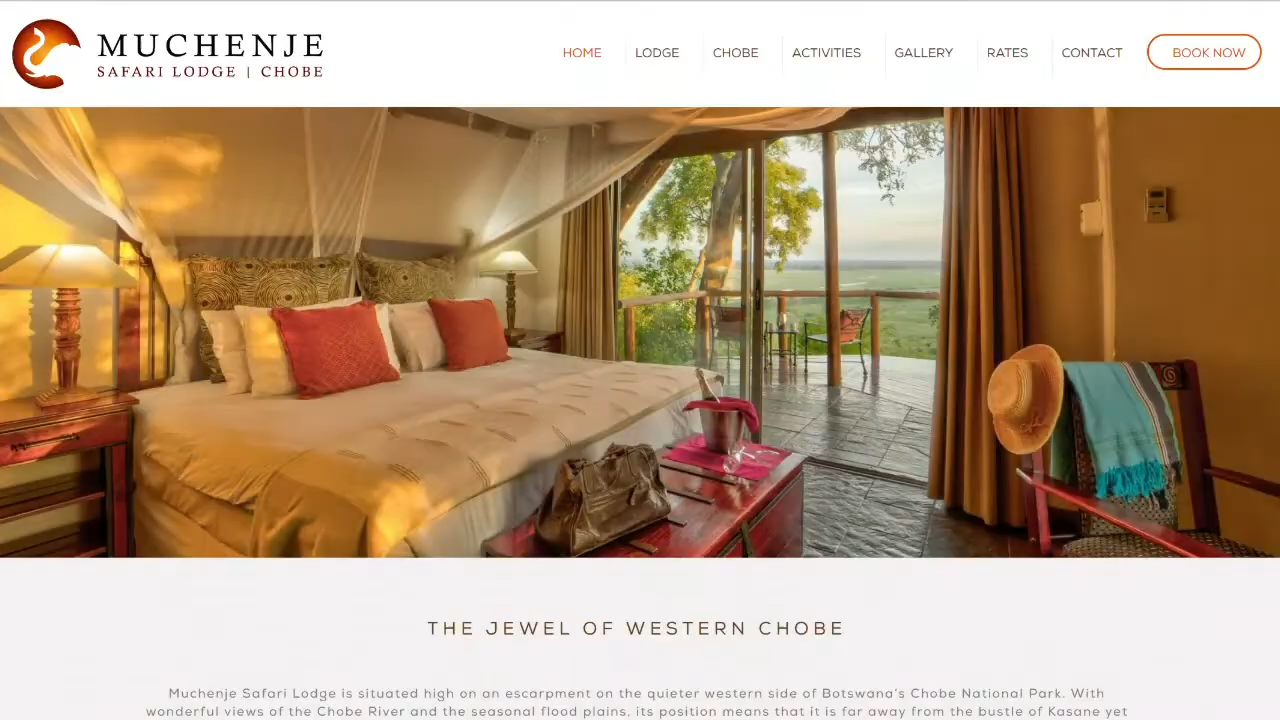 MUCHENJE
SAFARI LODGE | CHOBE
HOME
LODGE
CHOBE
ACTIVITIES
GALLERY
RATES
CONTACT
BOOK NOW
THE JEWEL OF WESTERN CHOBE
Muchenje Safari Lodge is situated high on an escarpment on the quieter western side of Botswana's Chobe National Park. With
wonderful views of the Chobe River and the seasonal flood plains, its position means that it is far away from the bustle of Kasane yet